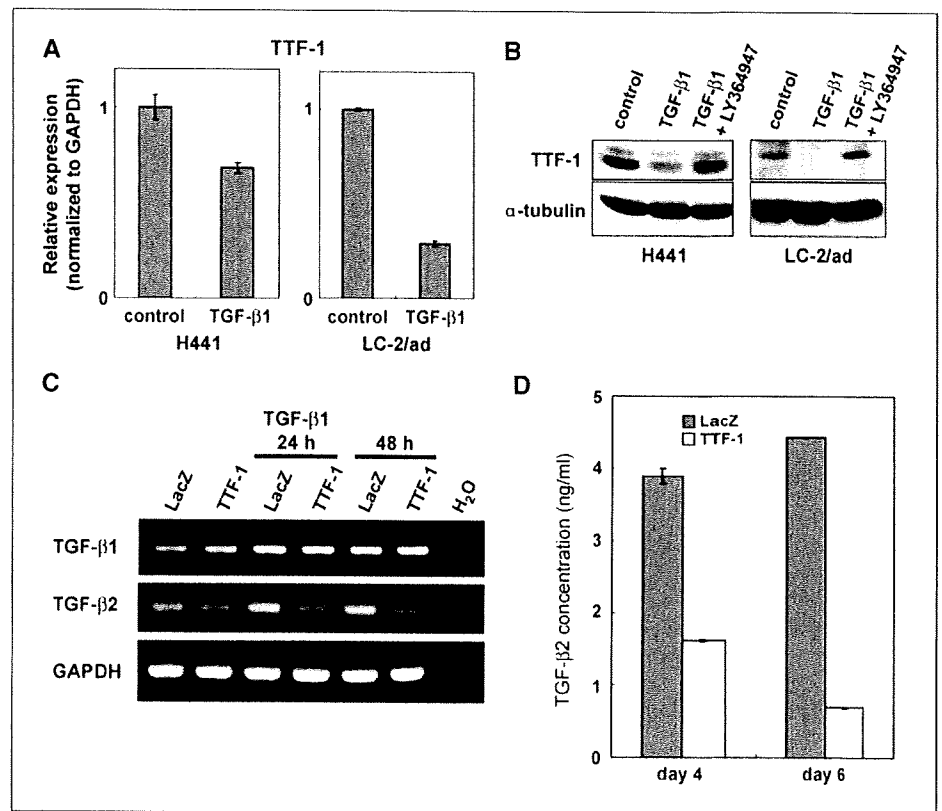 A
TTF-1
Relative expression
(normalized to GAPDH)
1
0
control TGF-β1
H441
1
0
control TGF-β1
LC-2/ad
B
control
TGF-β1
TGF-β1
+ LY364947
control
TGF-β1
TGF-β1
+ LY364947
TTF-1
α-tubulin
H441 LC-2/ad
C
TGF-β1
24 h 48 h
LacZ TTF-1 LacZ TTF-1 LacZ TTF-1 H₂O
TGF-β1
TGF-β2
GAPDH
D
TGF-β2 concentration (ng/ml)
5
4
3
2
1
0
LacZ
TTF-1
day 4 day 6